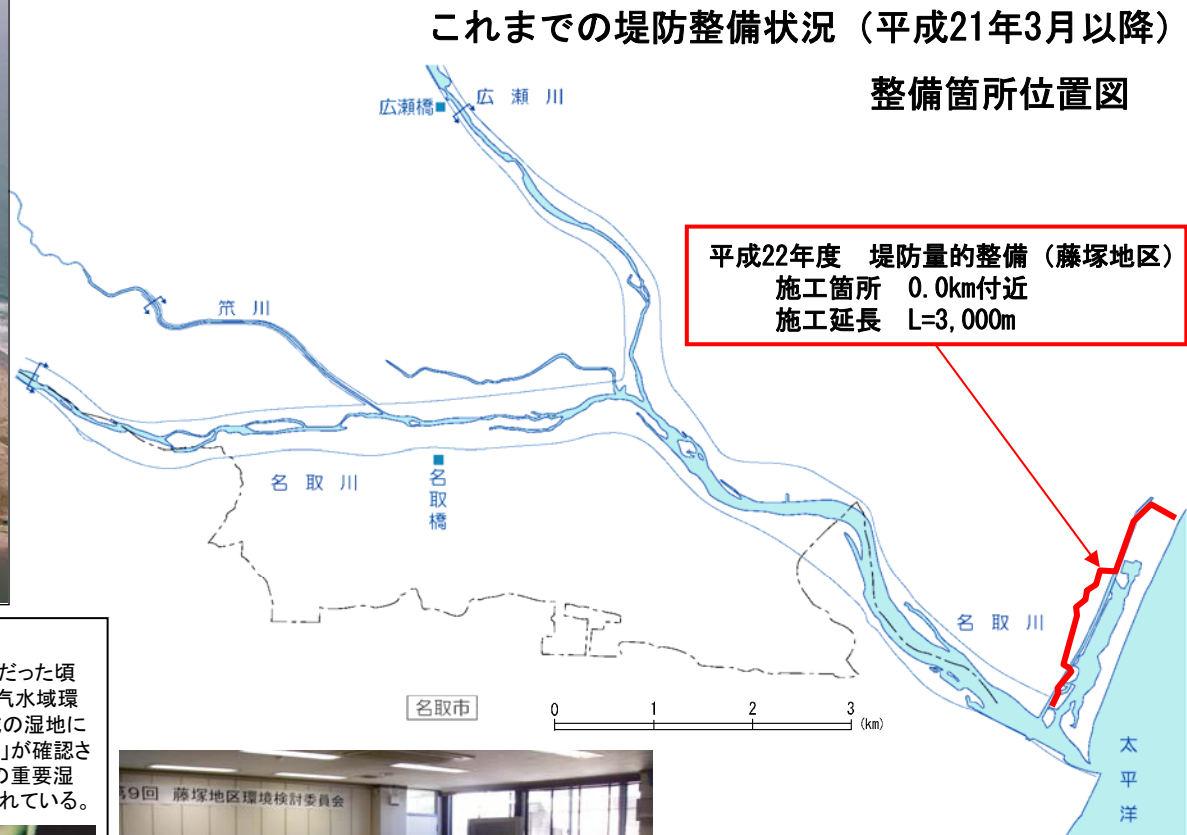 これまでの堤防整備状況（平成21年3月以降）
整備箇所位置図
広瀬橋
広瀬川
平成22年度　堤防量的整備（藤塚地区）
施工箇所　0.0km付近
施工延長　L=3,000m
笊川
名取川
名取橋
名取川
名取市
0 1 2 3 (km)
太平洋
だった頃
汽水域環
の湿地に
」が確認さ
の重要湿
れている。
第9回 藤塚地区環境検討委員会